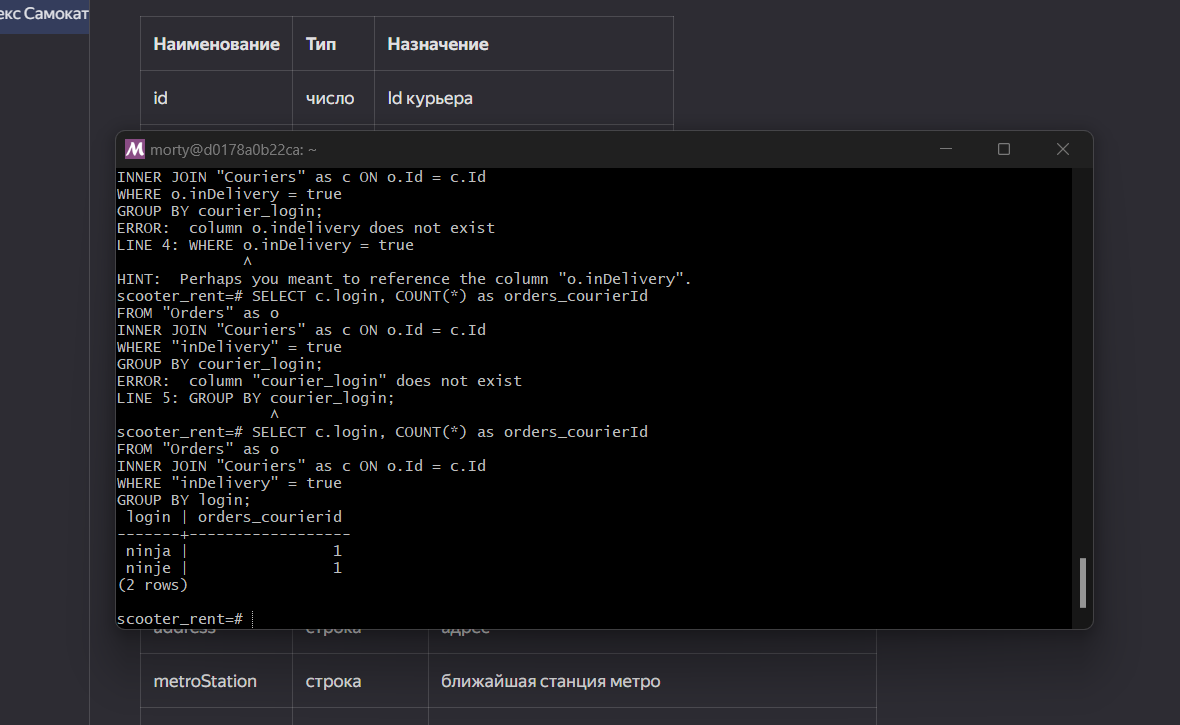 екс Самокат
Наименование Тип Назначение
id число Id курьера
morty@d0178a0b22ca: ~
INNER JOIN "Couriers" as c ON o.Id = c.Id
WHERE o.inDelivery = true
GROUP BY courier_login;
ERROR:  column o.indelivery does not exist
LINE 4: WHERE o.inDelivery = true
^
HINT:  Perhaps you meant to reference the column "o.inDelivery".
scooter_rent=# SELECT c.login, COUNT(*) as orders_courierId
FROM "Orders" as o
INNER JOIN "Couriers" as c ON o.Id = c.Id
WHERE "inDelivery" = true
GROUP BY courier_login;
ERROR:  column "courier_login" does not exist
LINE 5: GROUP BY courier_login;
^
scooter_rent=# SELECT c.login, COUNT(*) as orders_courierId
FROM "Orders" as o
INNER JOIN "Couriers" as c ON o.Id = c.Id
WHERE "inDelivery" = true
GROUP BY login;
login | orders_courierid
-------+------------------
ninja | 1
ninje | 1
(2 rows)
scooter_rent=#
address строка адрес
metroStation строка ближайшая станция метро